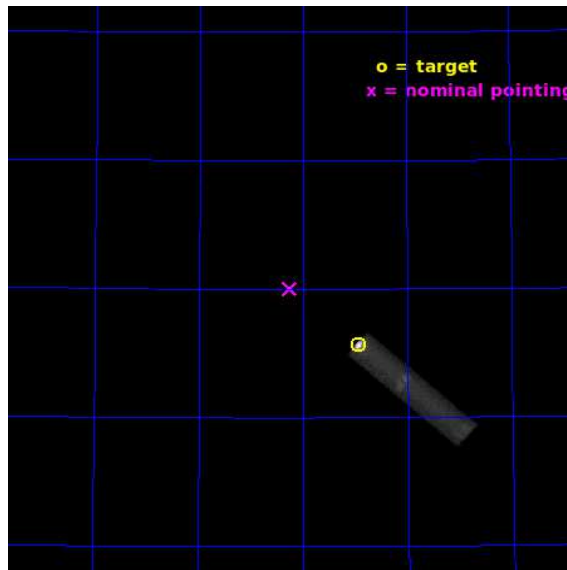 o = target
x = nominal pointing